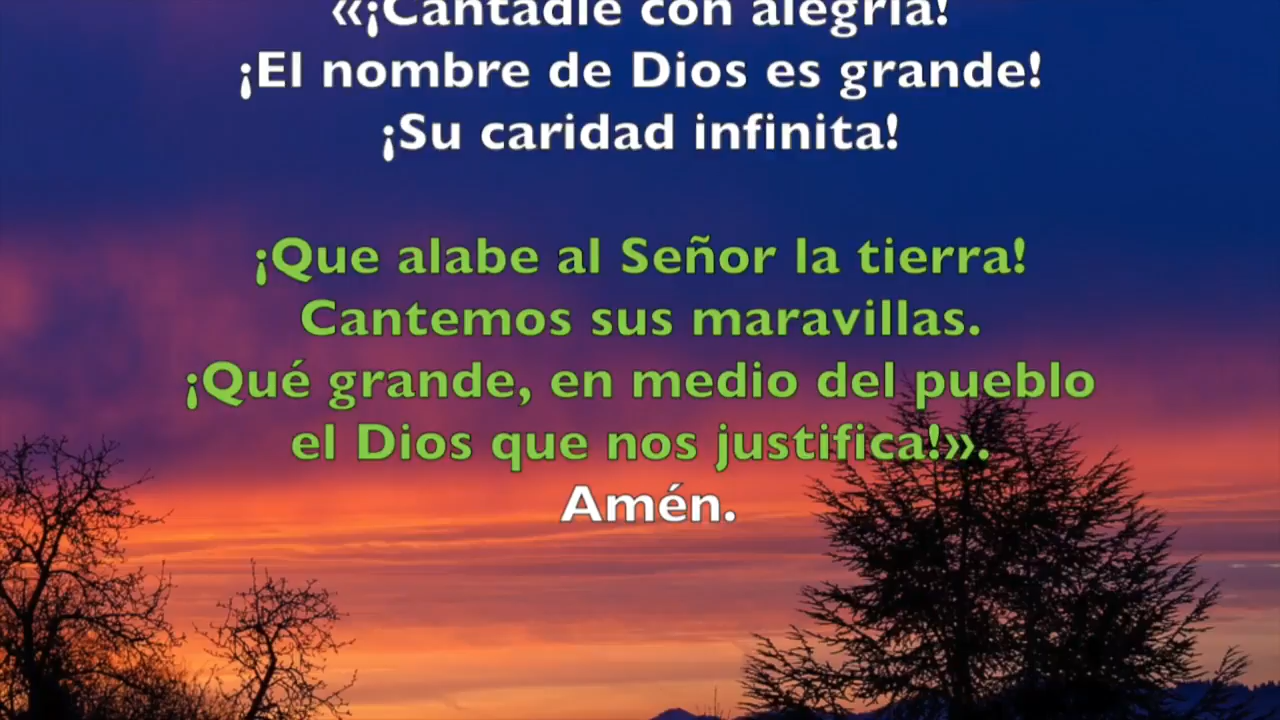 «¡Cantadle con alegría!
¡El nombre de Dios es grande!
¡Su caridad infinita!
¡Que alabe al Señor la tierra!
Cantemos sus maravillas.
¡Qué grande, en medio del pueblo
el Dios que nos justifica!».
Amén.